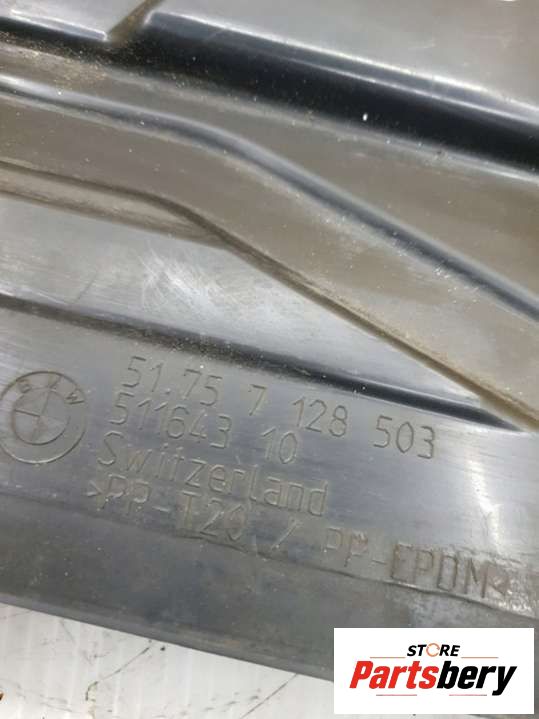 BMW
51.75 7 128 503
511643 10
Switzerland
>PP-T20 / PP-EPDM<
STORE
Partsbery